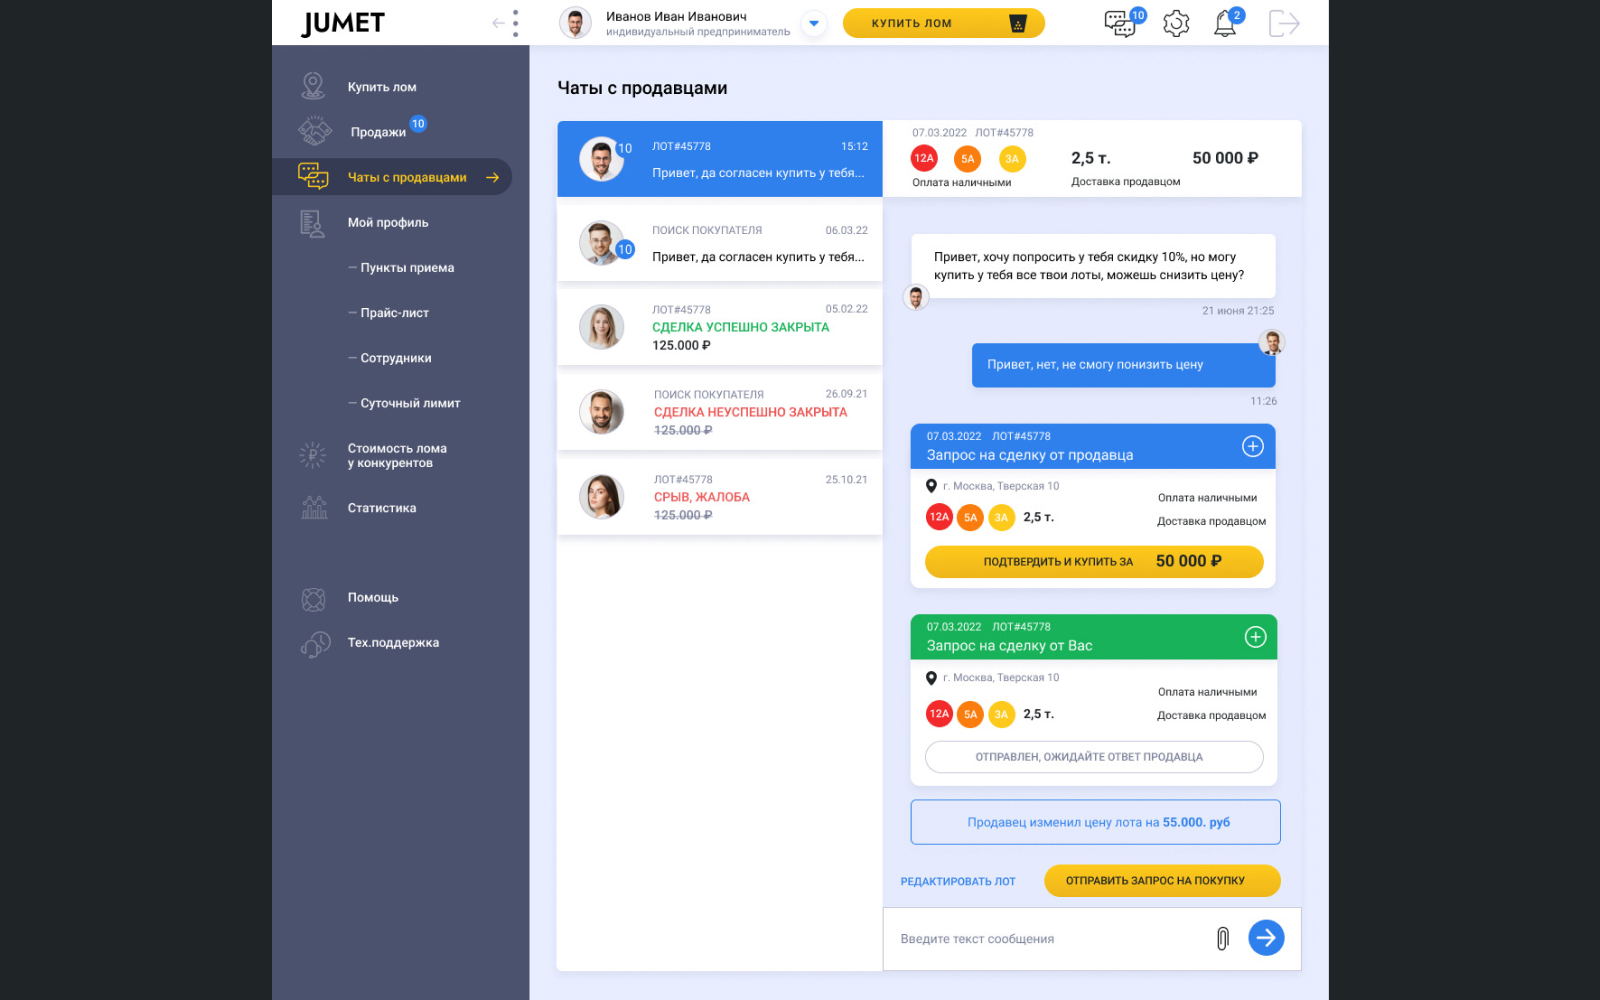 JUMET
Иванов Иван Иванович
индивидуальный предприниматель
КУПИТЬ ЛОМ
10
2
Купить лом
Продажи
10
Чаты с продавцами
Мой профиль
— Пункты приема
— Прайс-лист
— Сотрудники
— Суточный лимит
Стоимость лома
у конкурентов
Статистика
Помощь
Тех.поддержка
Чаты с продавцами
10
ЛОТ#45778
15:12
Привет, да согласен купить у тебя...
10
ПОИСК ПОКУПАТЕЛЯ
06.03.22
Привет, да согласен купить у тебя...
ЛОТ#45778
05.02.22
СДЕЛКА УСПЕШНО ЗАКРЫТА
125.000 ₽
ПОИСК ПОКУПАТЕЛЯ
26.09.21
СДЕЛКА НЕУСПЕШНО ЗАКРЫТА
125.000 ₽
ЛОТ#45778
25.10.21
СРЫВ, ЖАЛОБА
125.000 ₽
07.03.2022 ЛОТ#45778
12А 5А 3А
2,5 т.
50 000 ₽
Оплата наличными
Доставка продавцом
Привет, хочу попросить у тебя скидку 10%, но могу
купить у тебя все твои лоты, можешь снизить цену?
21 июня 21:25
Привет, нет, не смогу понизить цену
11:26
07.03.2022 ЛОТ#45778
Запрос на сделку от продавца
г. Москва, Тверская 10
Оплата наличными
12А 5А 3А 2,5 т.
Доставка продавцом
ПОДТВЕРДИТЬ И КУПИТЬ ЗА 50 000 ₽
07.03.2022 ЛОТ#45778
Запрос на сделку от Вас
г. Москва, Тверская 10
Оплата наличными
12А 5А 3А 2,5 т.
Доставка продавцом
ОТПРАВЛЕН, ОЖИДАЙТЕ ОТВЕТ ПРОДАВЦА
Продавец изменил цену лота на 55.000. руб
РЕДАКТИРОВАТЬ ЛОТ
ОТПРАВИТЬ ЗАПРОС НА ПОКУПКУ
Введите текст сообщения